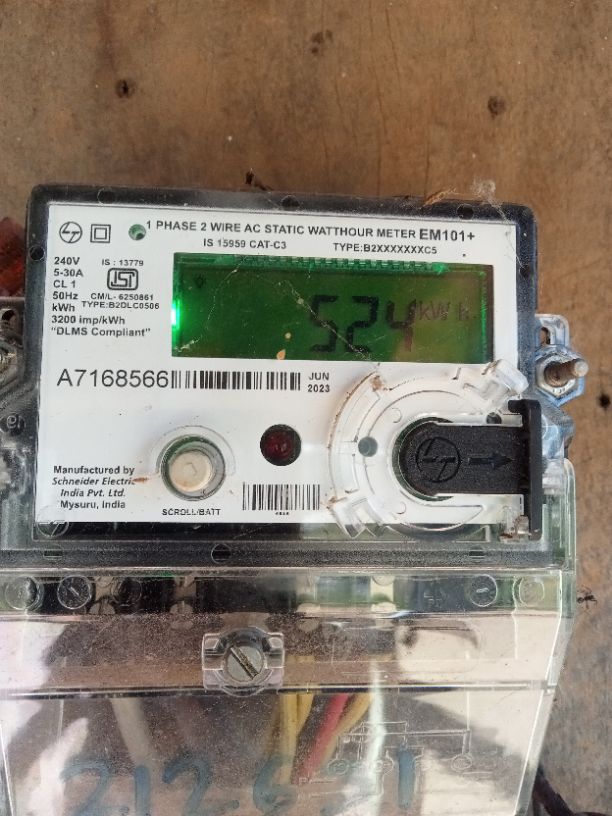 1 PHASE 2 WIRE AC STATIC WATTHOUR METER EM101+
IS 15959 CAT-C3 TYPE:B2XXXXXXXC5
240V
5-30A
CL 1
50Hz
kWh
3200 imp/kWh
"DLMS Compliant"
IS : 13779
ISI
CM/L- 6250861
TYPE:B2DLC0506
524 kWh
A7168566
JUN
2023
Manufactured by
Schneider Electric
India Pvt. Ltd.
Mysuru, India
SCROLL/BATT
LT